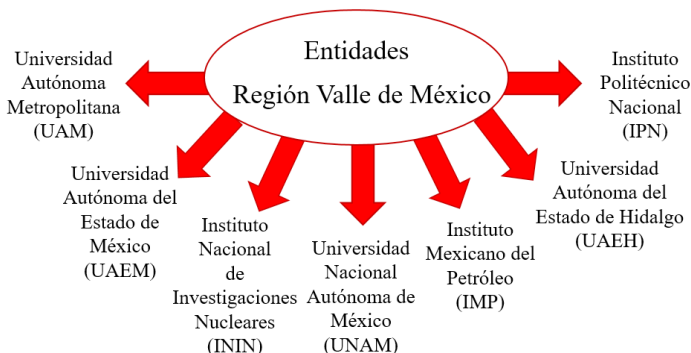 Entidades
Región Valle de México
Universidad
Autónoma
Metropolitana
(UAM)
Universidad
Autónoma del
Estado de
México
(UAEM)
Instituto
Nacional
de
Investigaciones
Nucleares
(ININ)
Universidad
Nacional
Autónoma de
México
(UNAM)
Instituto
Mexicano del
Petróleo
(IMP)
Universidad
Autónoma del
Estado de Hidalgo
(UAEH)
Instituto
Politécnico
Nacional
(IPN)